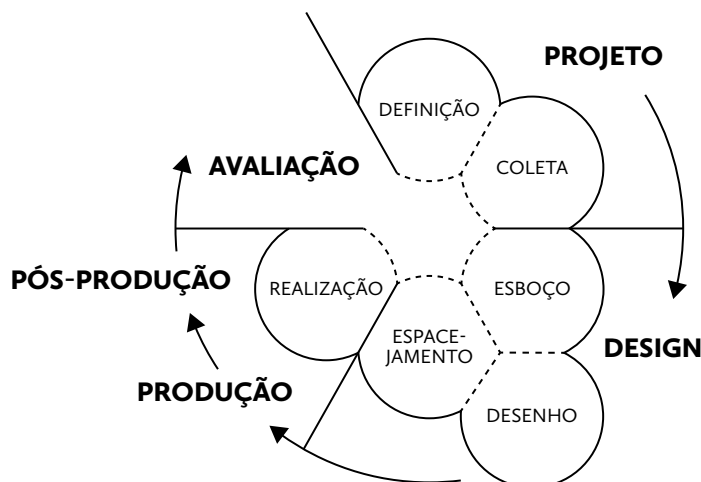 PROJETO
DEFINIÇÃO
COLETA
AVALIAÇÃO
PÓS-PRODUÇÃO
REALIZAÇÃO
ESBOÇO
ESPACE-
JAMENTO
DESIGN
PRODUÇÃO
DESENHO